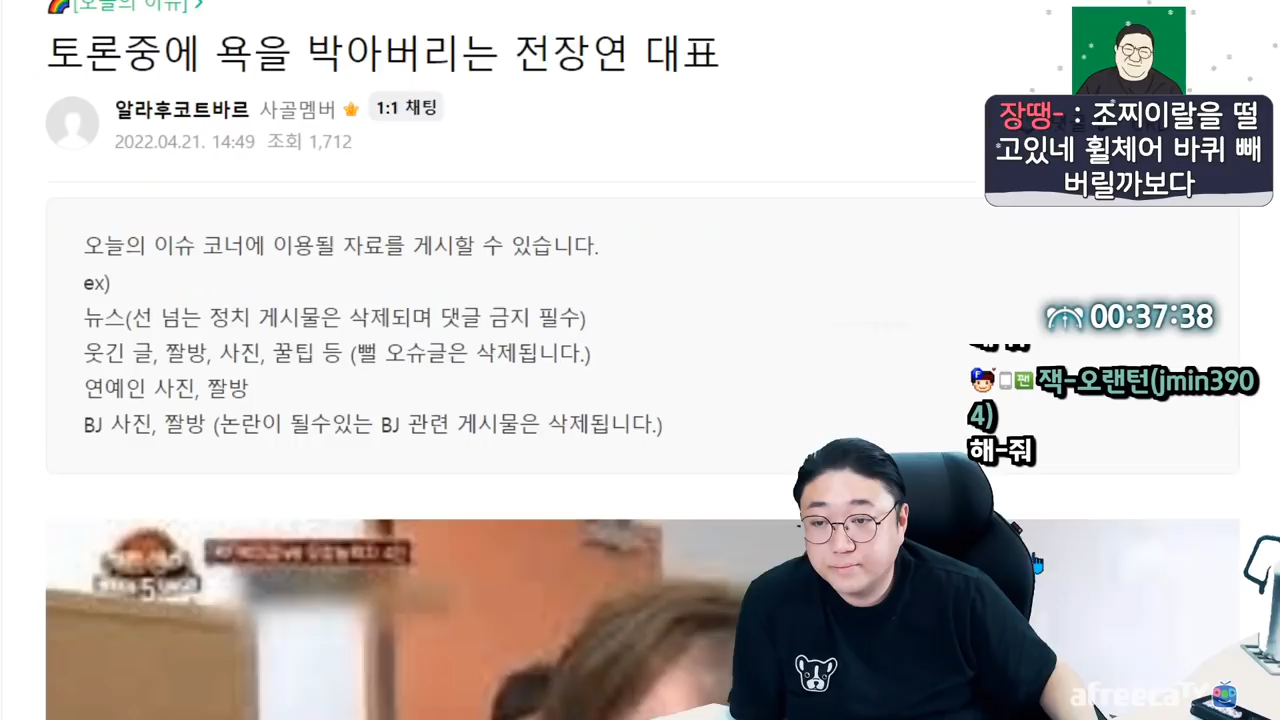 [오늘의 이슈] >
토론중에 욕을 박아버리는 전장연 대표
알라후코트바르 사골멤버 1:1 채팅
2022.04.21. 14:49 조회 1,712
장땡- : 조찌이랄을 떨
고있네 휠체어 바퀴 빼
버릴까보다
오늘의 이슈 코너에 이용될 자료를 게시할 수 있습니다.
ex)
뉴스(선 넘는 정치 게시물은 삭제되며 댓글 금지 필수)
웃긴 글, 짤방, 사진, 꿀팁 등 (뻘 오슈글은 삭제됩니다.)
연예인 사진, 짤방
BJ 사진, 짤방 (논란이 될수있는 BJ 관련 게시물은 삭제됩니다.)
00:37:38
F
팬
잭-오랜턴(jmin390
4)
해-줘
5
afreecaTV